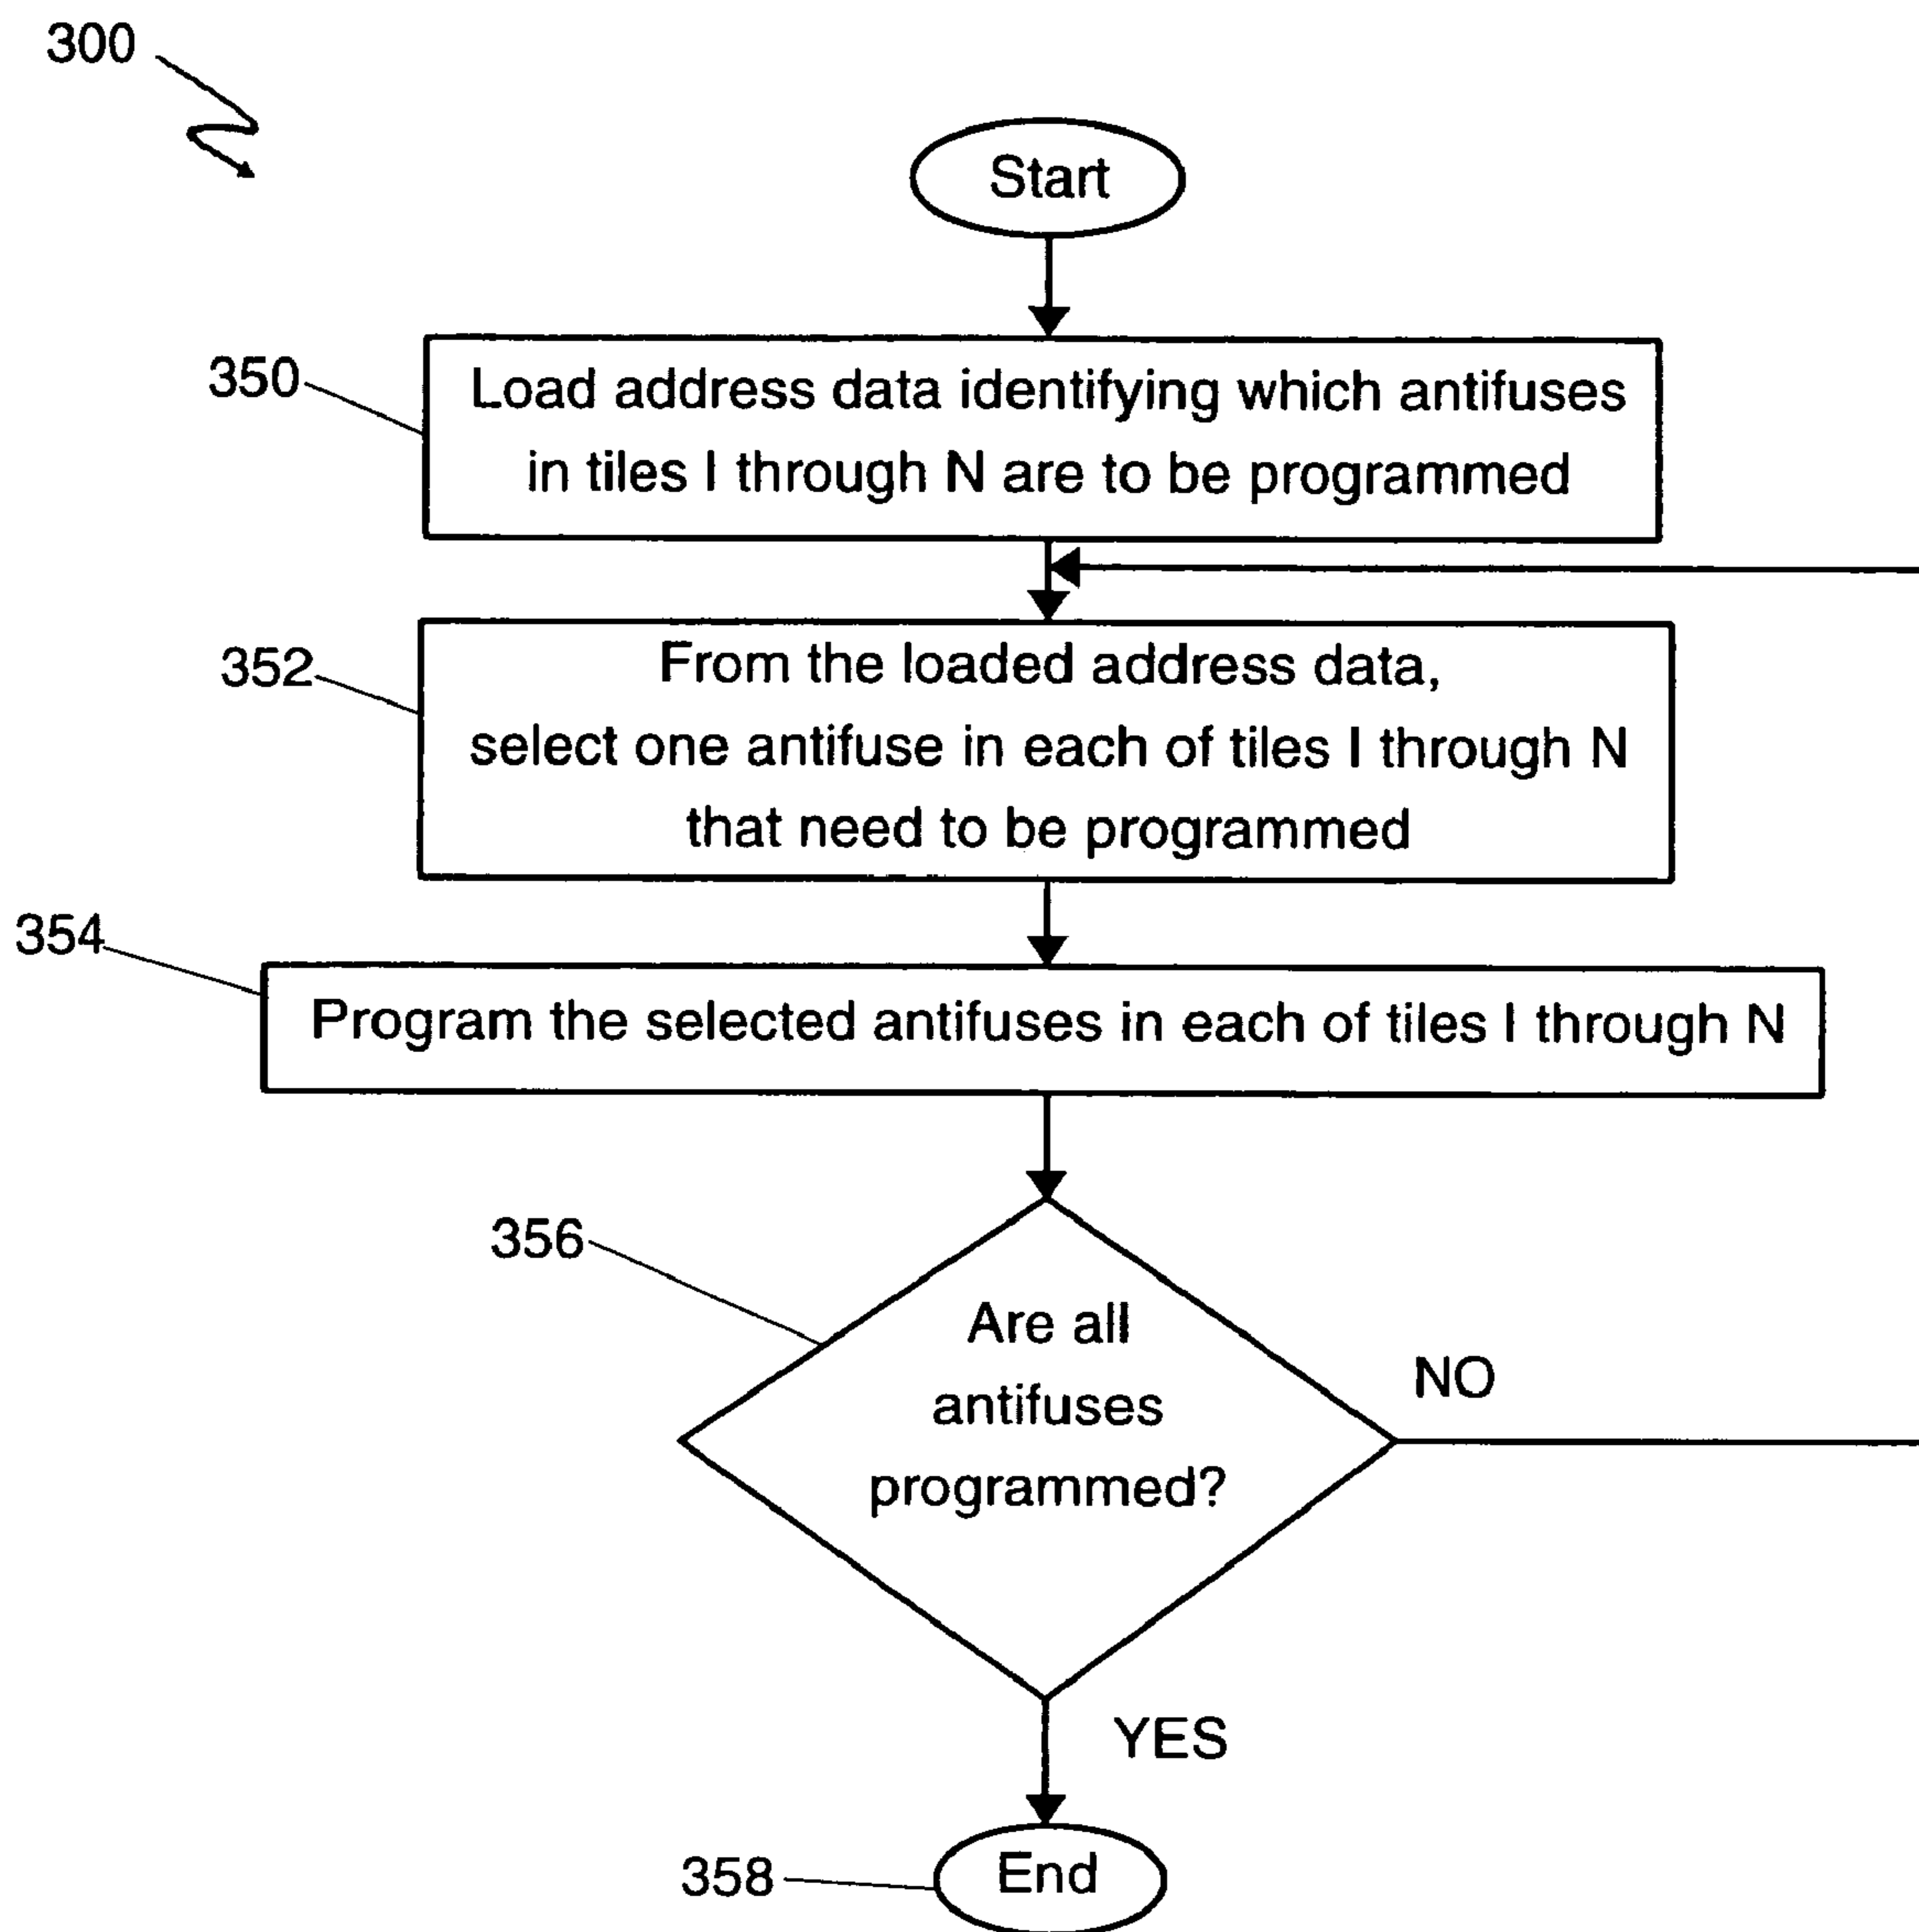 300
Start
350
Load address data identifying which antifuses
in tiles I through N are to be programmed
352
From the loaded address data,
select one antifuse in each of tiles I through N
that need to be programmed
354
Program the selected antifuses in each of tiles I through N
356
Are all
antifuses
programmed?
NO
YES
358
End